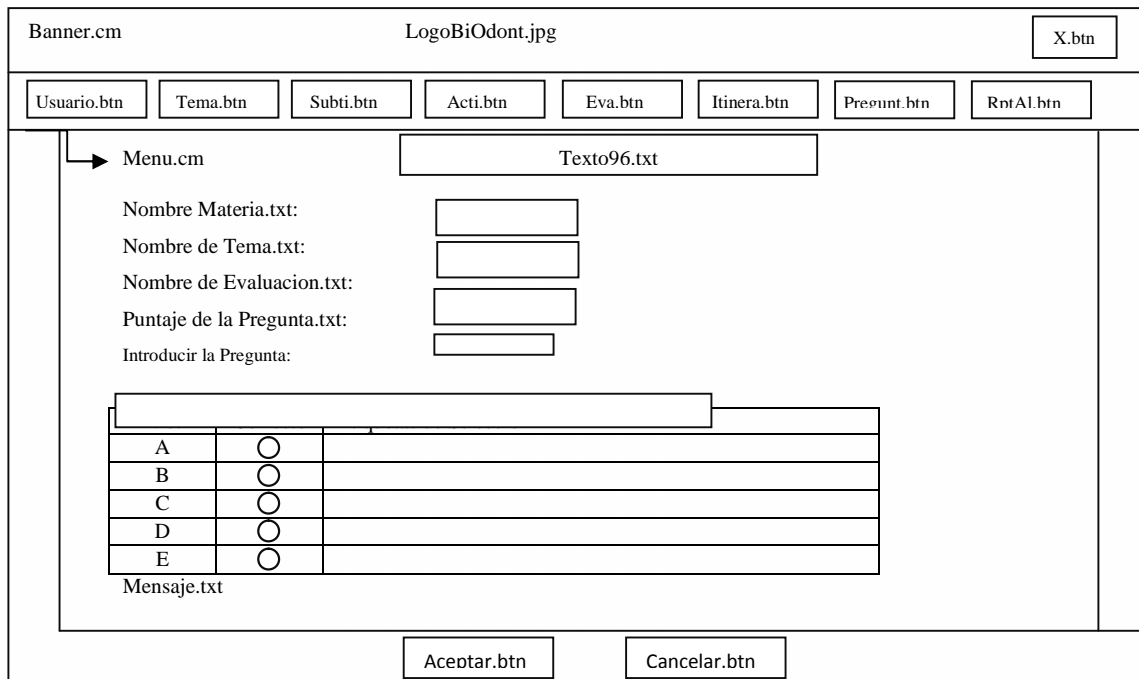 Banner.cm LogoBiOdont.jpg X.btn
Usuario.btn Tema.btn Subti.btn Acti.btn Eva.btn Itinera.btn Pregunt.btn RptAl.btn
Menu.cm Texto96.txt
Nombre Materia.txt:
Nombre de Tema.txt:
Nombre de Evaluacion.txt:
Puntaje de la Pregunta.txt:
Introducir la Pregunta:
A
B
C
D
E
Mensaje.txt
Aceptar.btn Cancelar.btn